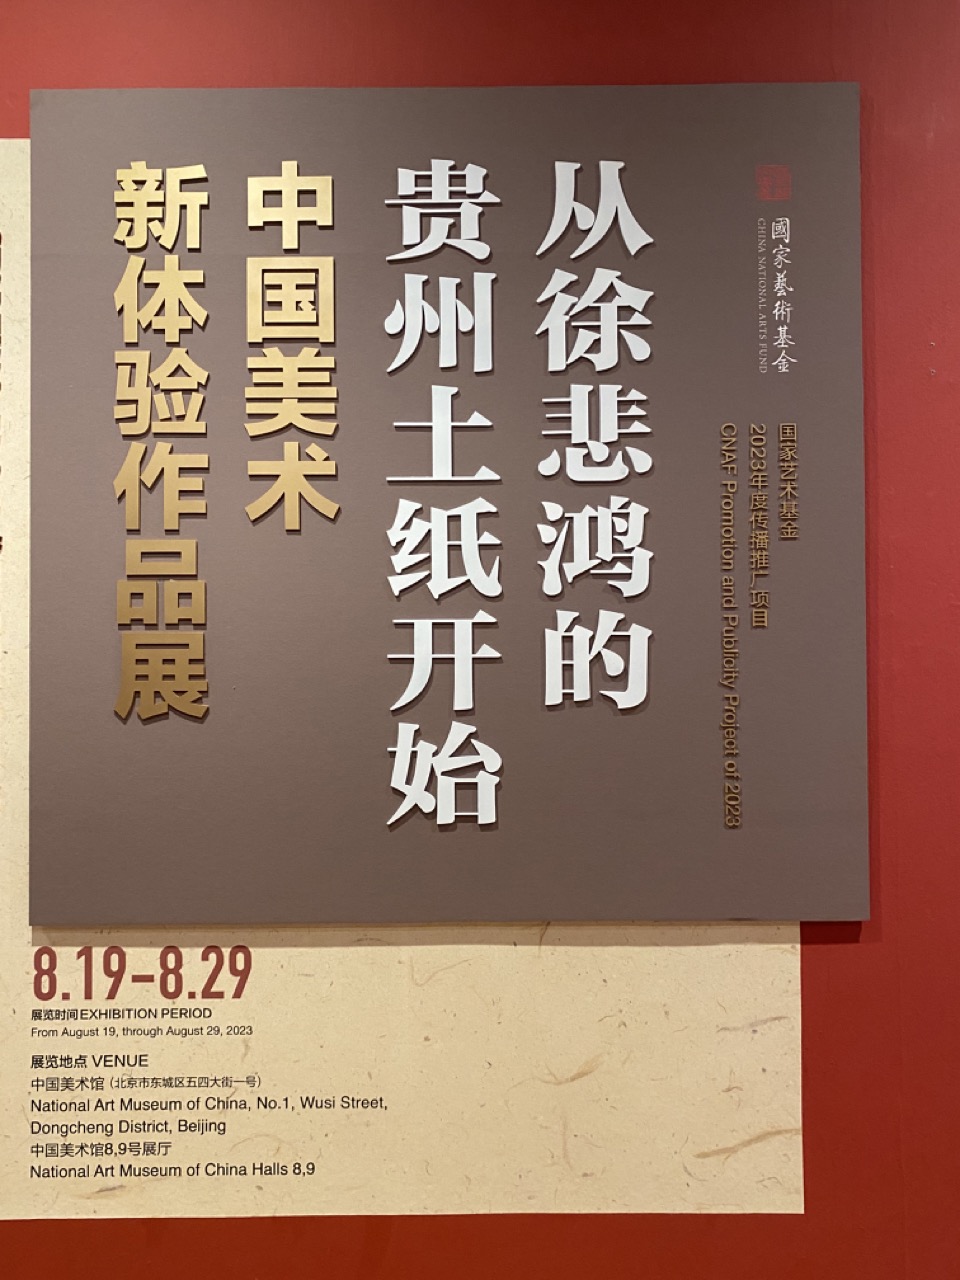 國家藝術基金
CHINA NATIONAL ARTS FUND
国家艺术基金
2023年度传播推广项目
CNAF Promotion and Publicity Project of 2023
从徐悲鸿的
贵州土纸开始
中国美术
新体验作品展
8.19-8.29
展览时间 EXHIBITION PERIOD
From August 19, through August 29, 2023
展览地点 VENUE
中国美术馆（北京市东城区五四大街一号）
National Art Museum of China, No.1, Wusi Street,
Dongcheng District, Beijing
中国美术馆8,9号展厅
National Art Museum of China Halls 8,9